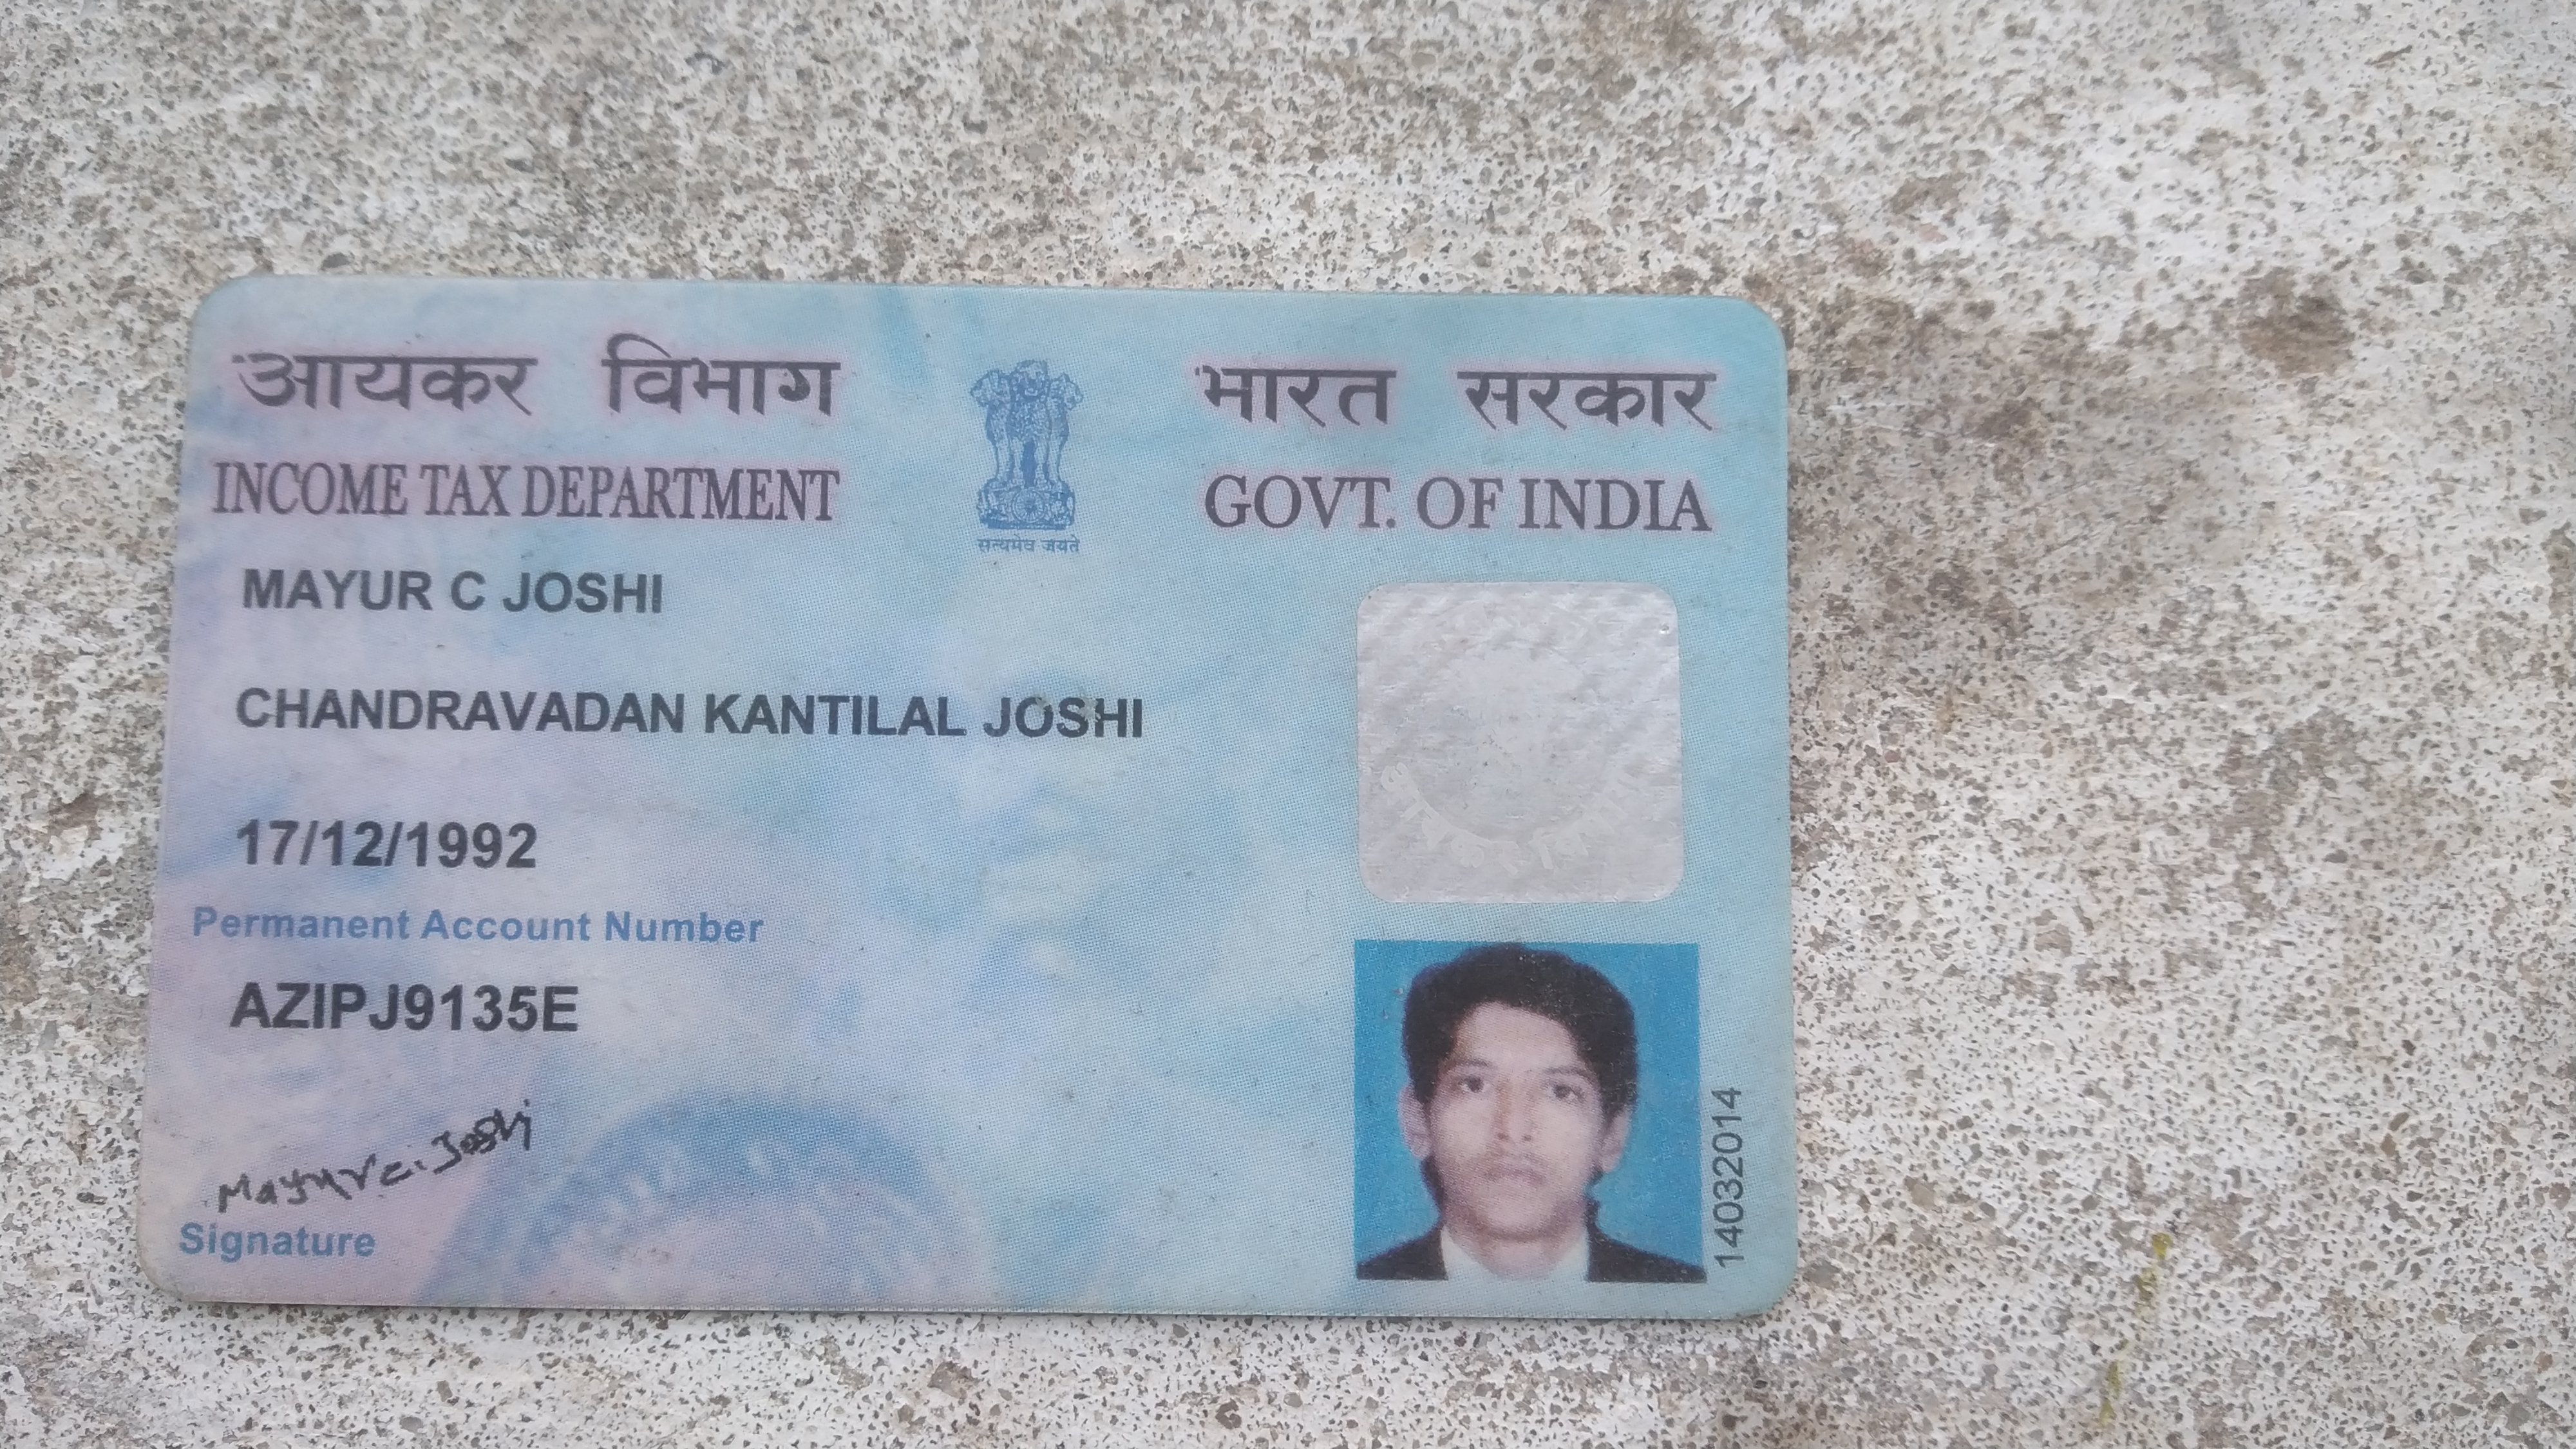 आयकर विभाग
INCOME TAX DEPARTMENT
सत्यमेव जयते
भारत सरकार
GOVT. OF INDIA
MAYUR C JOSHI
CHANDRAVADAN KANTILAL JOSHI
17/12/1992
Permanent Account Number
AZIPJ9135E
Mayur c. Joshi
Signature
14032014